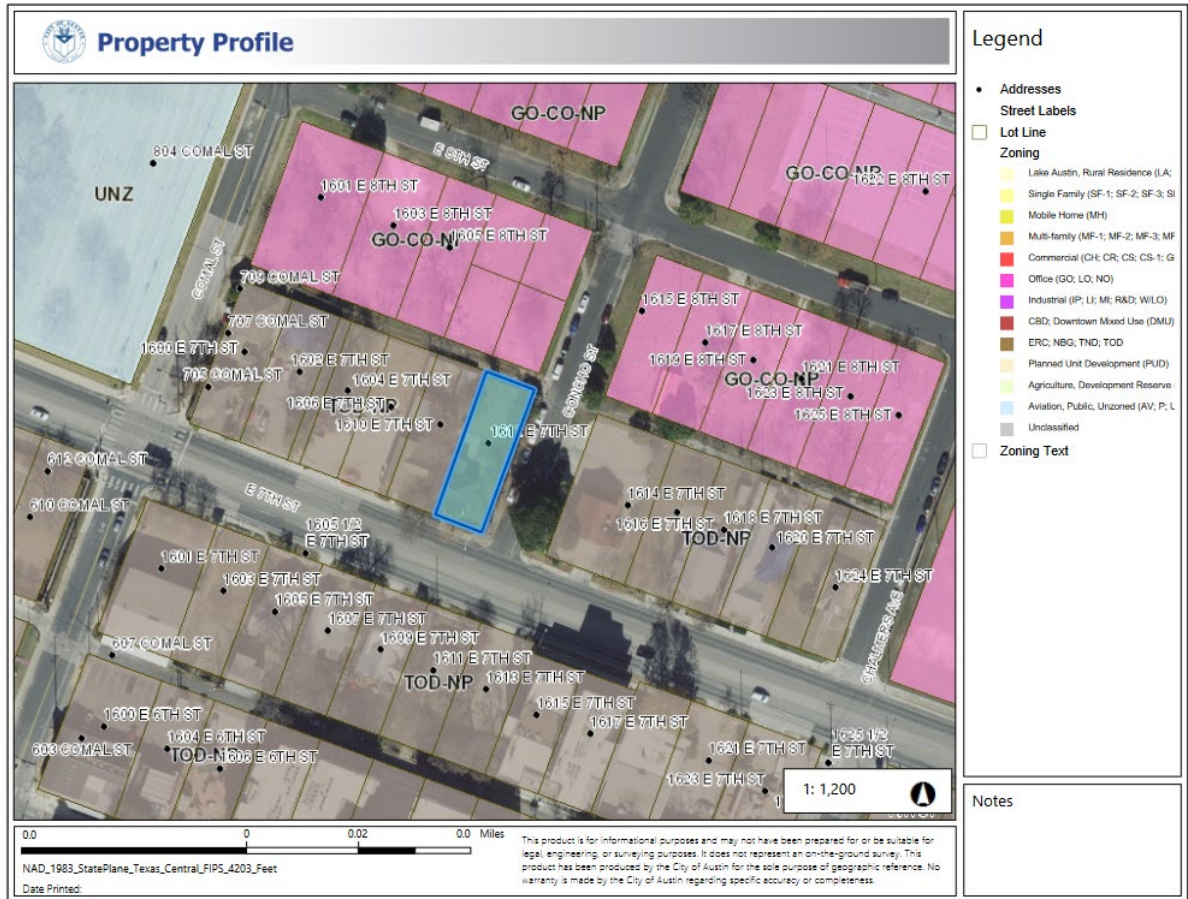 Property Profile
GO-CO-NP
E 8TH ST
804 COMAL ST
UNZ
1601 E 8TH ST
1603 E 8TH ST
1605 E 8TH ST
GO-CO-NP
1622 E 8TH ST
COMAL ST
709 COMAL ST
707 COMAL ST
1600 E 7TH ST
705 COMAL ST
1602 E 7TH ST
1604 E 7TH ST
1606 E 7TH ST
TOD-NP
1610 E 7TH ST
E 7TH ST
CONCHO ST
1615 E 8TH ST
1617 E 8TH ST
1619 E 8TH ST
GO-CO-NP
1621 E 8TH ST
1623 E 8TH ST
1625 E 8TH ST
612 COMAL ST
610 COMAL ST
E 7TH ST
1605 1/2
E 7TH ST
1614 E 7TH ST
1616 E 7TH ST
1618 E 7TH ST
TOD-NP
1620 E 7TH ST
1624 E 7TH ST
CHALMERS AVE
1601 E 7TH ST
1603 E 7TH ST
1605 E 7TH ST
1607 E 7TH ST
1609 E 7TH ST
1611 E 7TH ST
TOD-NP
1613 E 7TH ST
1615 E 7TH ST
1617 E 7TH ST
1621 E 7TH ST
1623 E 7TH ST
1625 1/2
E 7TH ST
607 COMAL ST
1600 E 6TH ST
603 COMAL ST
1604 E 6TH ST
TOD-NP
1606 E 6TH ST
1: 1,200
Legend
Addresses
Street Labels
Lot Line
Zoning
Lake Austin, Rural Residence (LA;
Single Family (SF-1; SF-2; SF-3; SI
Mobile Home (MH)
Multi-family (MF-1; MF-2; MF-3; MF
Commercial (CH; CR; CS; CS-1; GI
Office (GO; LO; NO)
Industrial (IP; LI; MI; R&D; W/LO)
CBD; Downtown Mixed Use (DMU)
ERC; NBG; TND; TOD
Planned Unit Development (PUD)
Agriculture, Development Reserve
Aviation, Public, Unzoned (AV; P; U
Unclassified
Zoning Text
Notes
0.0 0 0.02 0.0 Miles
NAD_1983_StatePlane_Texas_Central_FIPS_4203_Feet
Date Printed:
This product is for informational purposes and may not have been prepared for or be suitable for
legal, engineering, or surveying purposes. It does not represent an on-the-ground survey. This
product has been produced by the City of Austin for the sole purpose of geographic reference. No
warranty is made by the City of Austin regarding specific accuracy or completeness.